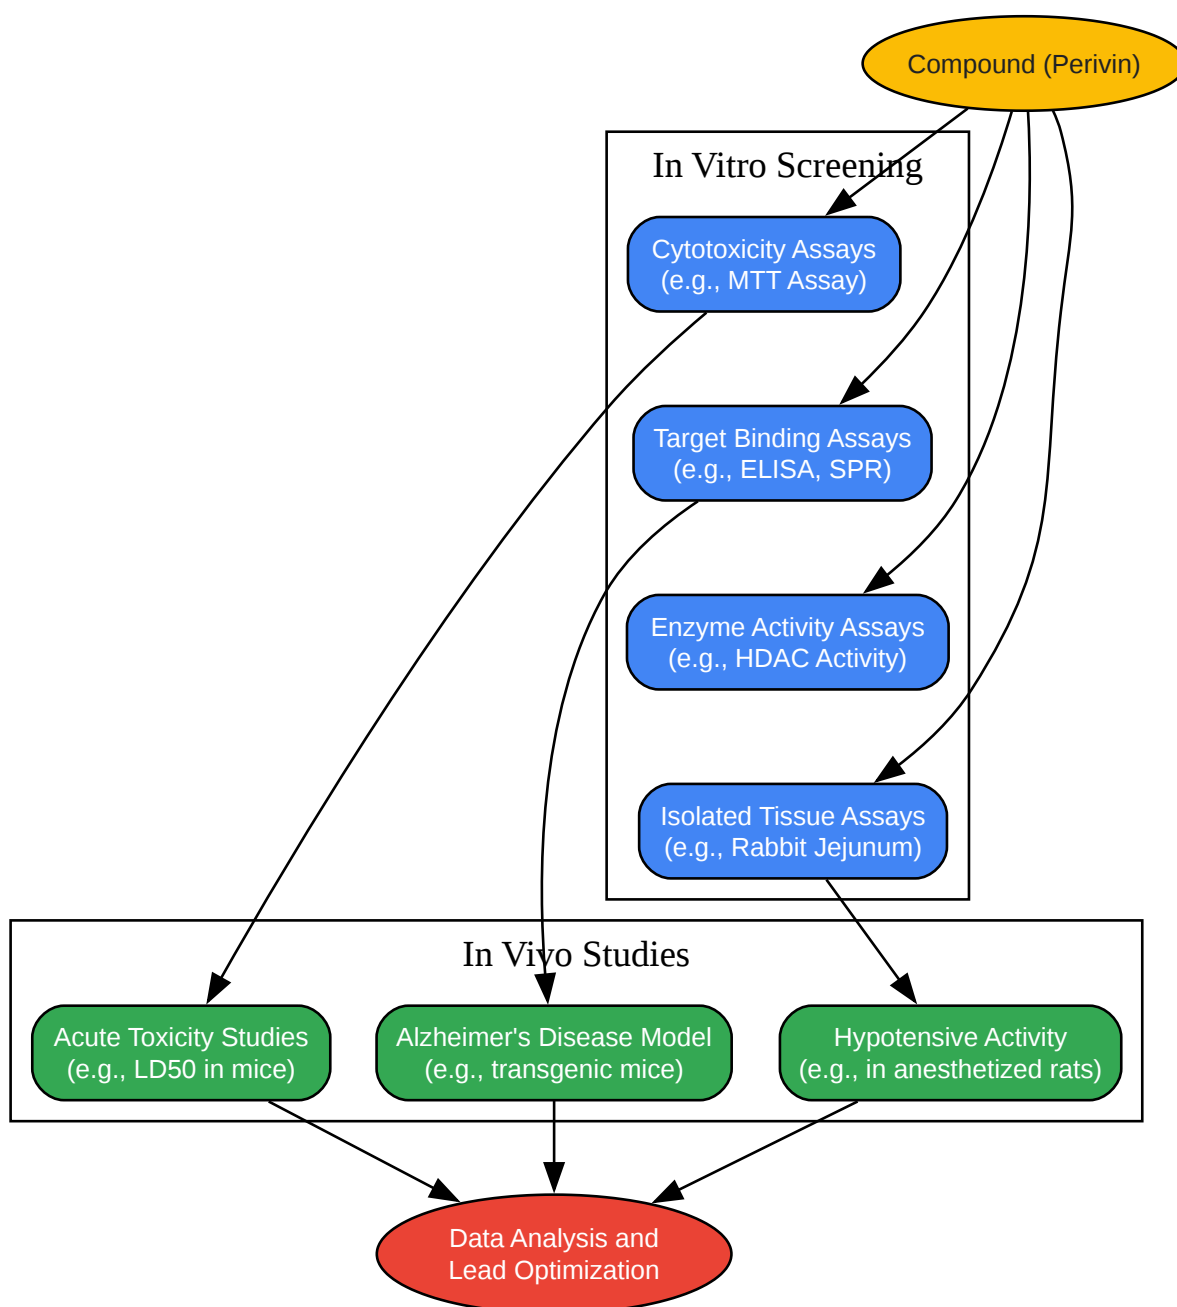 Compound (Perivin)
In Vitro Screening
Cytotoxicity Assays
(e.g., MTT Assay)
Target Binding Assays
(e.g., ELISA, SPR)
Enzyme Activity Assays
(e.g., HDAC Activity)
Isolated Tissue Assays
(e.g., Rabbit Jejunum)
In Vivo Studies
Acute Toxicity Studies
(e.g., LD50 in mice)
Alzheimer's Disease Model
(e.g., transgenic mice)
Hypotensive Activity
(e.g., in anesthetized rats)
Data Analysis and
Lead Optimization